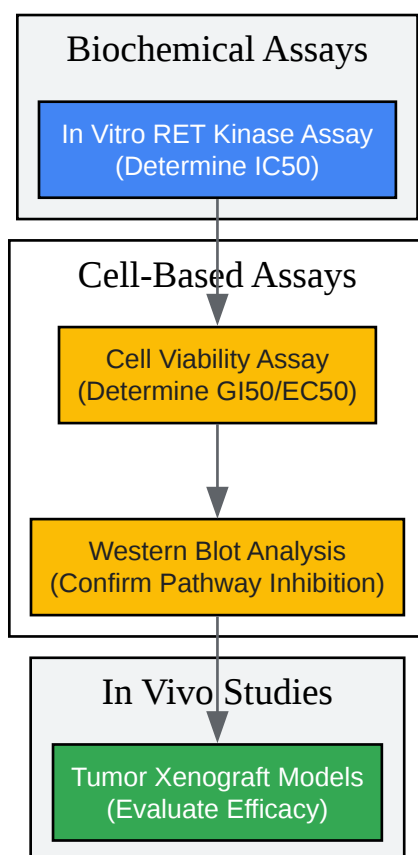 Biochemical Assays
In Vitro RET Kinase Assay
(Determine IC50)
Cell-Based Assays
Cell Viability Assay
(Determine GI50/EC50)
Western Blot Analysis
(Confirm Pathway Inhibition)
In Vivo Studies
Tumor Xenograft Models
(Evaluate Efficacy)